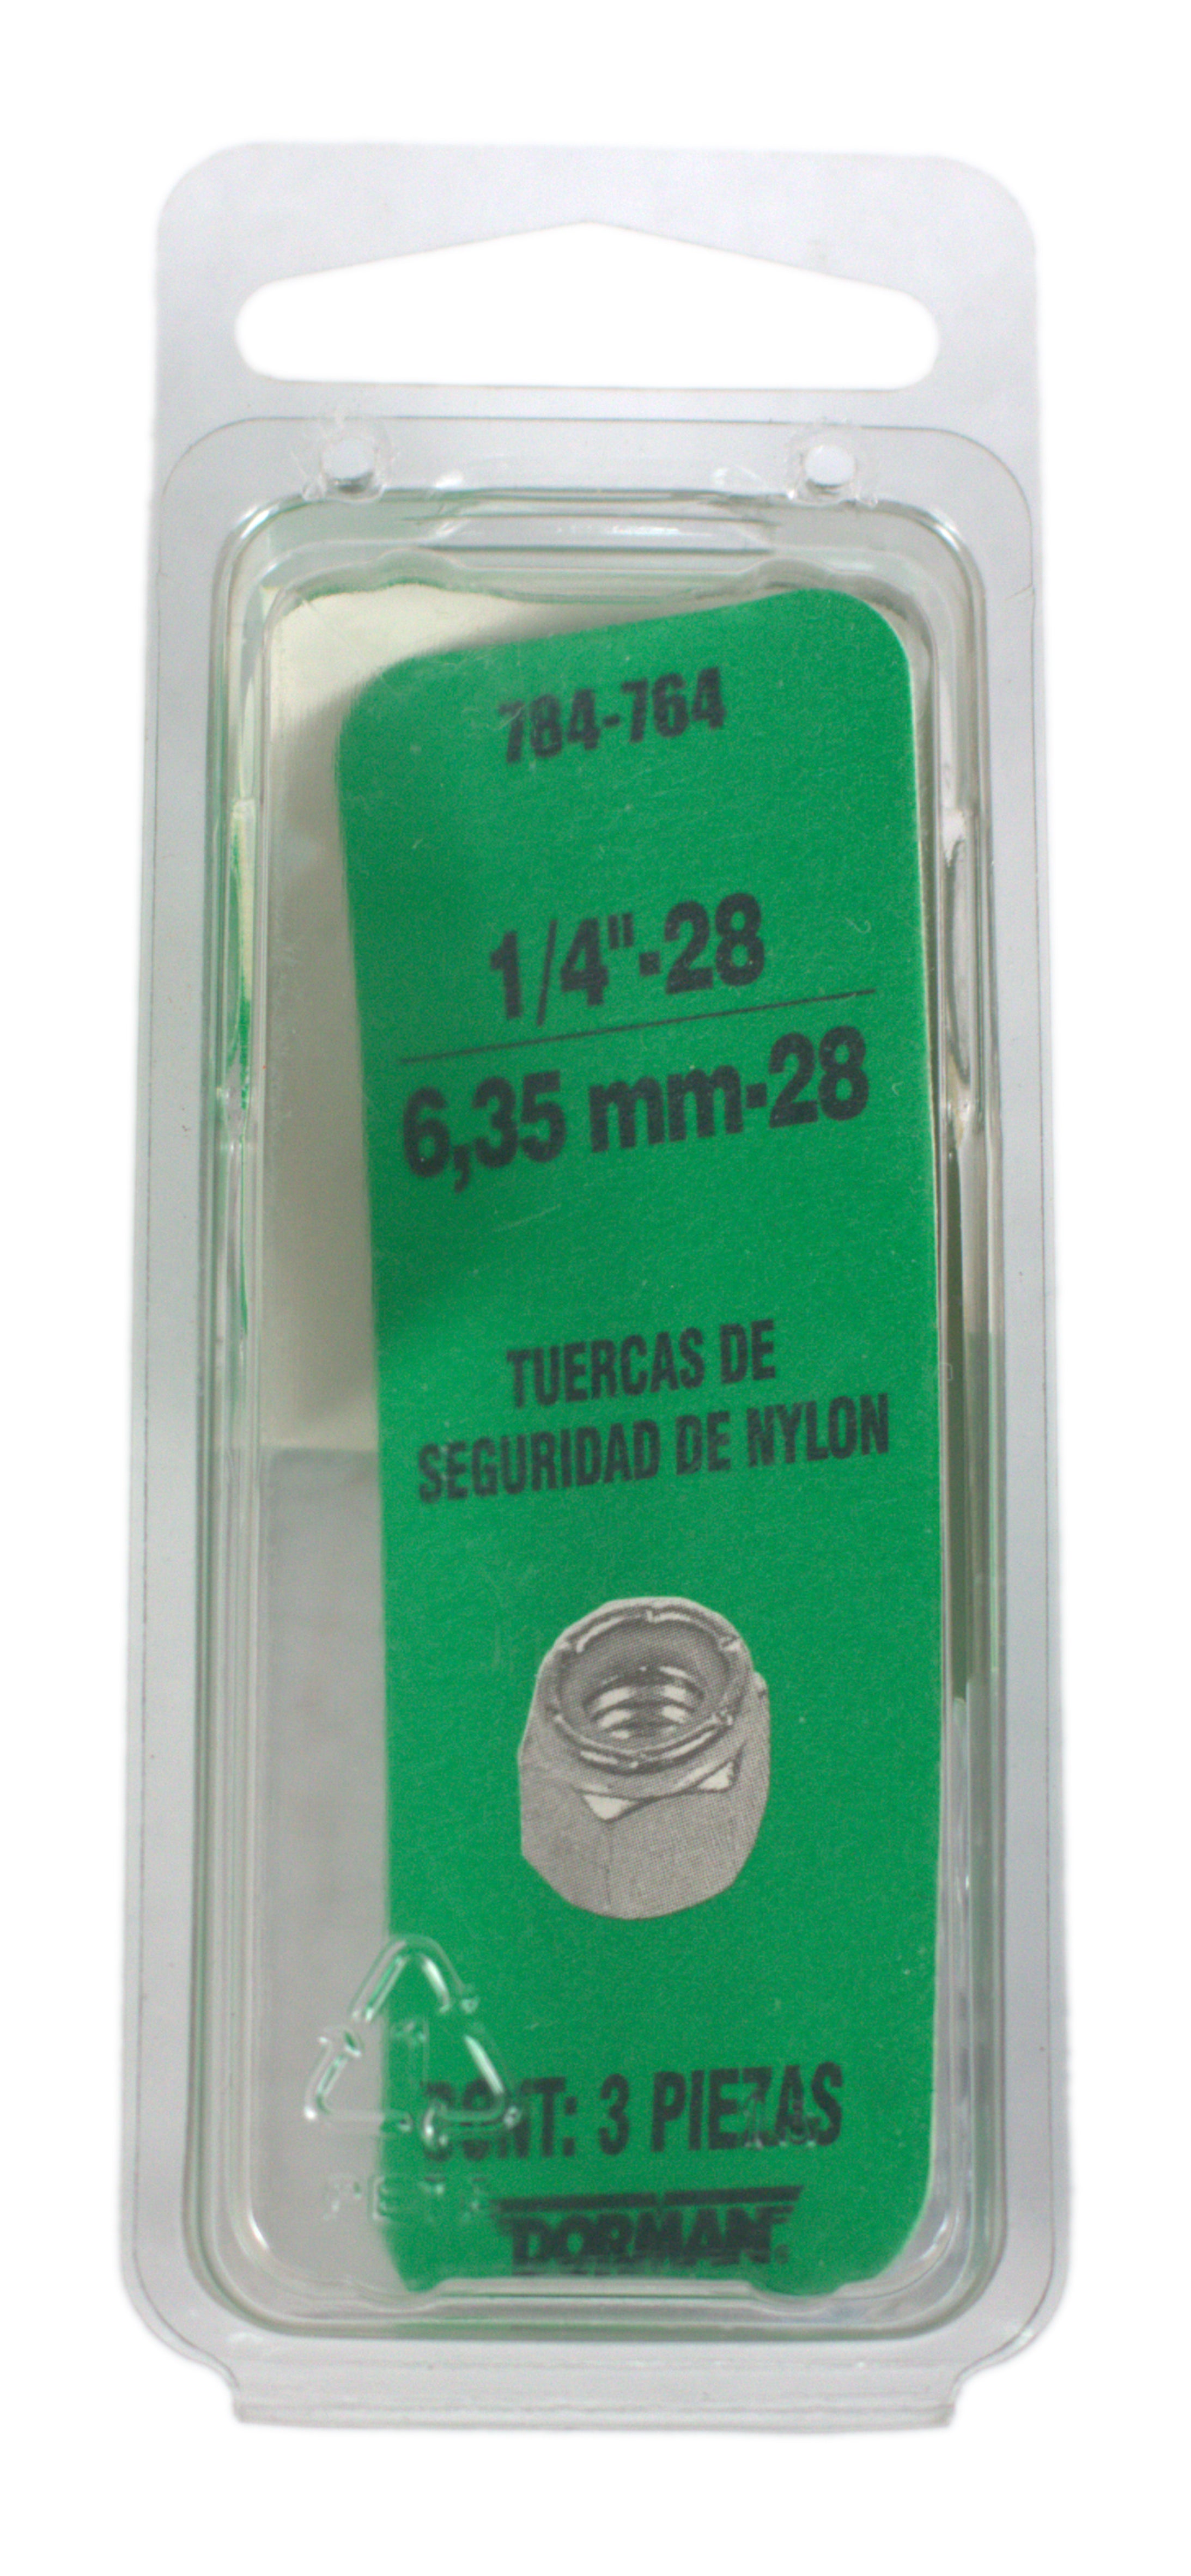 784-764
1/4"-28
6,35 mm-28
TUERCAS DE
SEGURIDAD DE NYLON
CONT: 3 PIEZAS
DORMAN